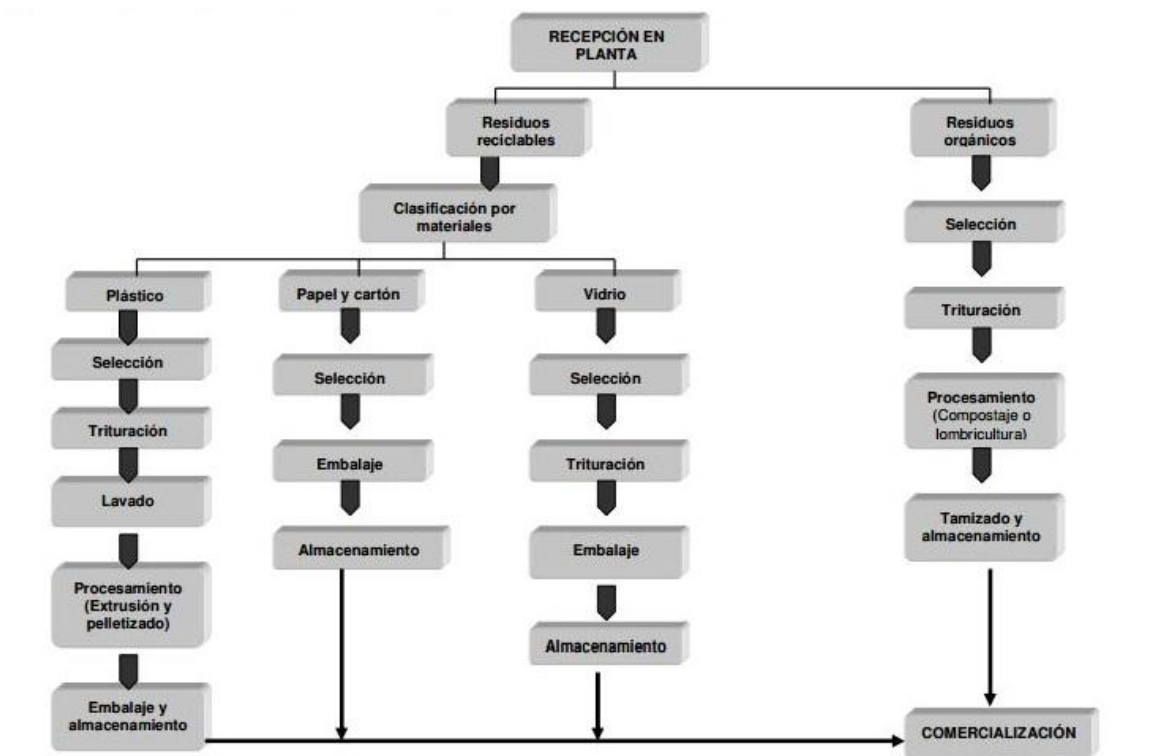 RECEPCIÓN EN
PLANTA
Residuos
reciclables
Residuos
orgánicos
Clasificación por
materiales
Selección
Plástico
Papel y cartón
Vidrio
Trituración
Selección
Selección
Selección
Procesamiento
(Compostaje o
lombricultura)
Trituración
Embalaje
Trituración
Lavado
Tamizado y
almacenamiento
Almacenamiento
Embalaje
Procesamiento
(Extrusión y
pelletizado)
Almacenamiento
Embalaje y
almacenamiento
COMERCIALIZACIÓN